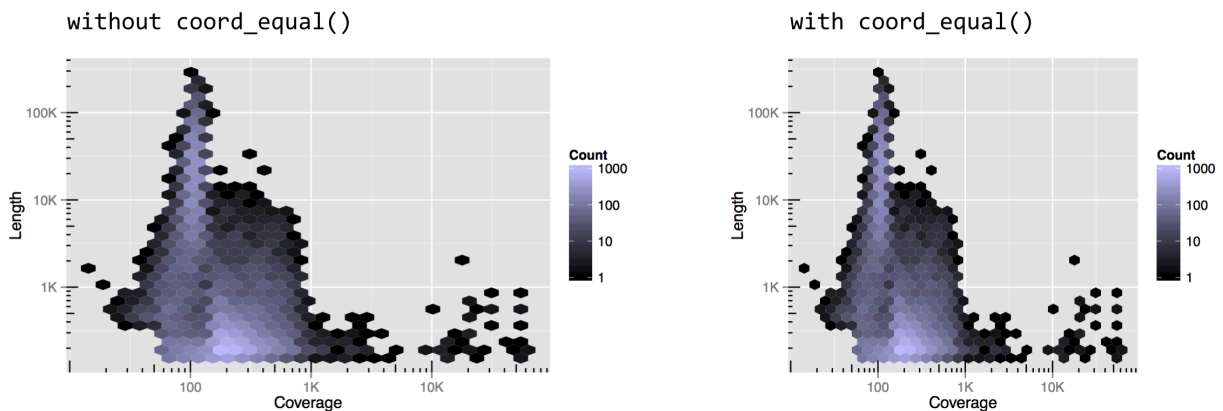 without coord_equal()
with coord_equal()
100K
10K
1K
Length
100
1K
10K
Coverage
Count
1000
100
10
1
100K
10K
1K
Length
100
1K
10K
Coverage
Count
1000
100
10
1